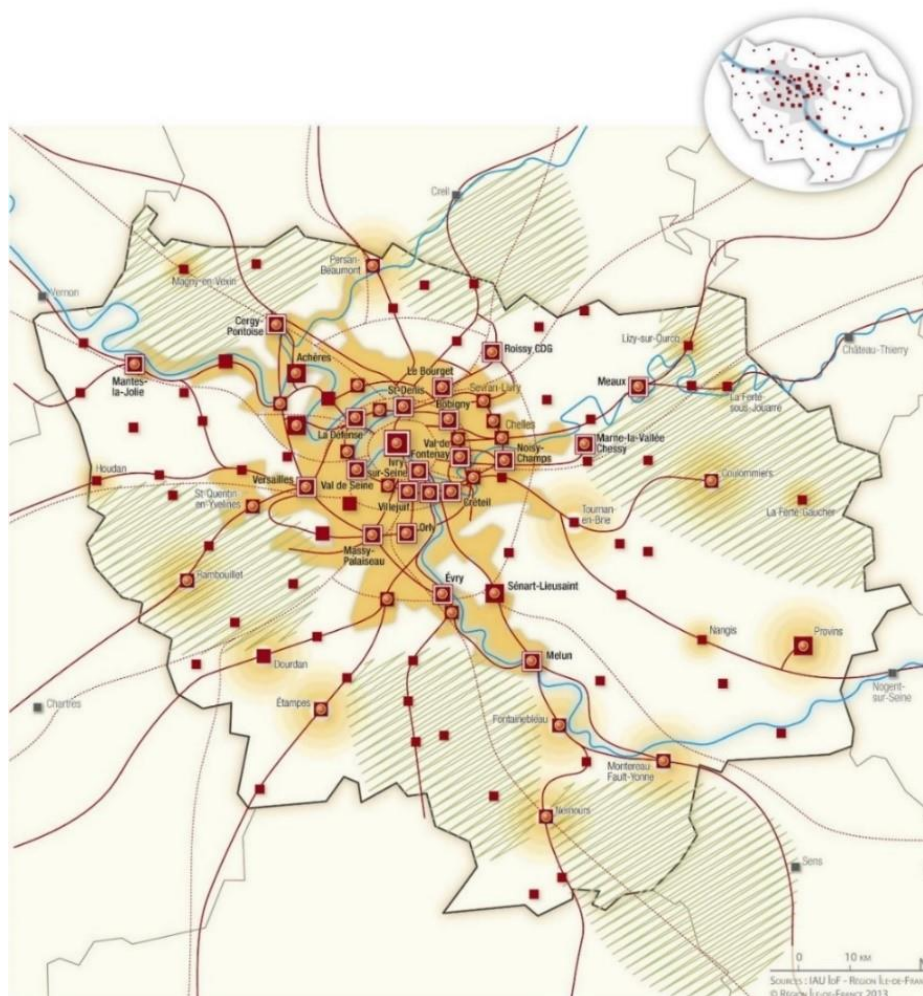 Creil
Persan-
Beaumont
Magny-en-Vexin
Vernon
Cergy-
Pontoise
Roissy CDG
Lizy-sur-Ourcq
Château-Thierry
Achères
Le Bourget
Mantes-
la-Jolie
St-Denis
Sevran-Livry
Meaux
La Ferté-
sous-Jouarre
Bobigny
La Défense
Chelles
Val de
Fontenay
Noisy-
Champs
Marne-la-Vallée
Chessy
Ivry
sur-Seine
Houdan
Versailles
Val de Seine
Coulommiers
St-Quentin
en-Yvelines
Villejuif
Créteil
La Ferté-Gaucher
Tournan-
en-Brie
Orly
Massy-
Palaiseau
Rambouillet
Évry
Sénart-Lieusaint
Nangis
Provins
Melun
Dourdan
Nogent-
sur-Seine
Chartres
Étampes
Fontainebleau
Montereau
Fault-Yonne
Nemours
Sens
0 10 KM
SOURCES : IAU ÎDF - RÉGION ÎLE-DE-FRAN
© RÉGION ÎLE-DE-FRANCE 2013